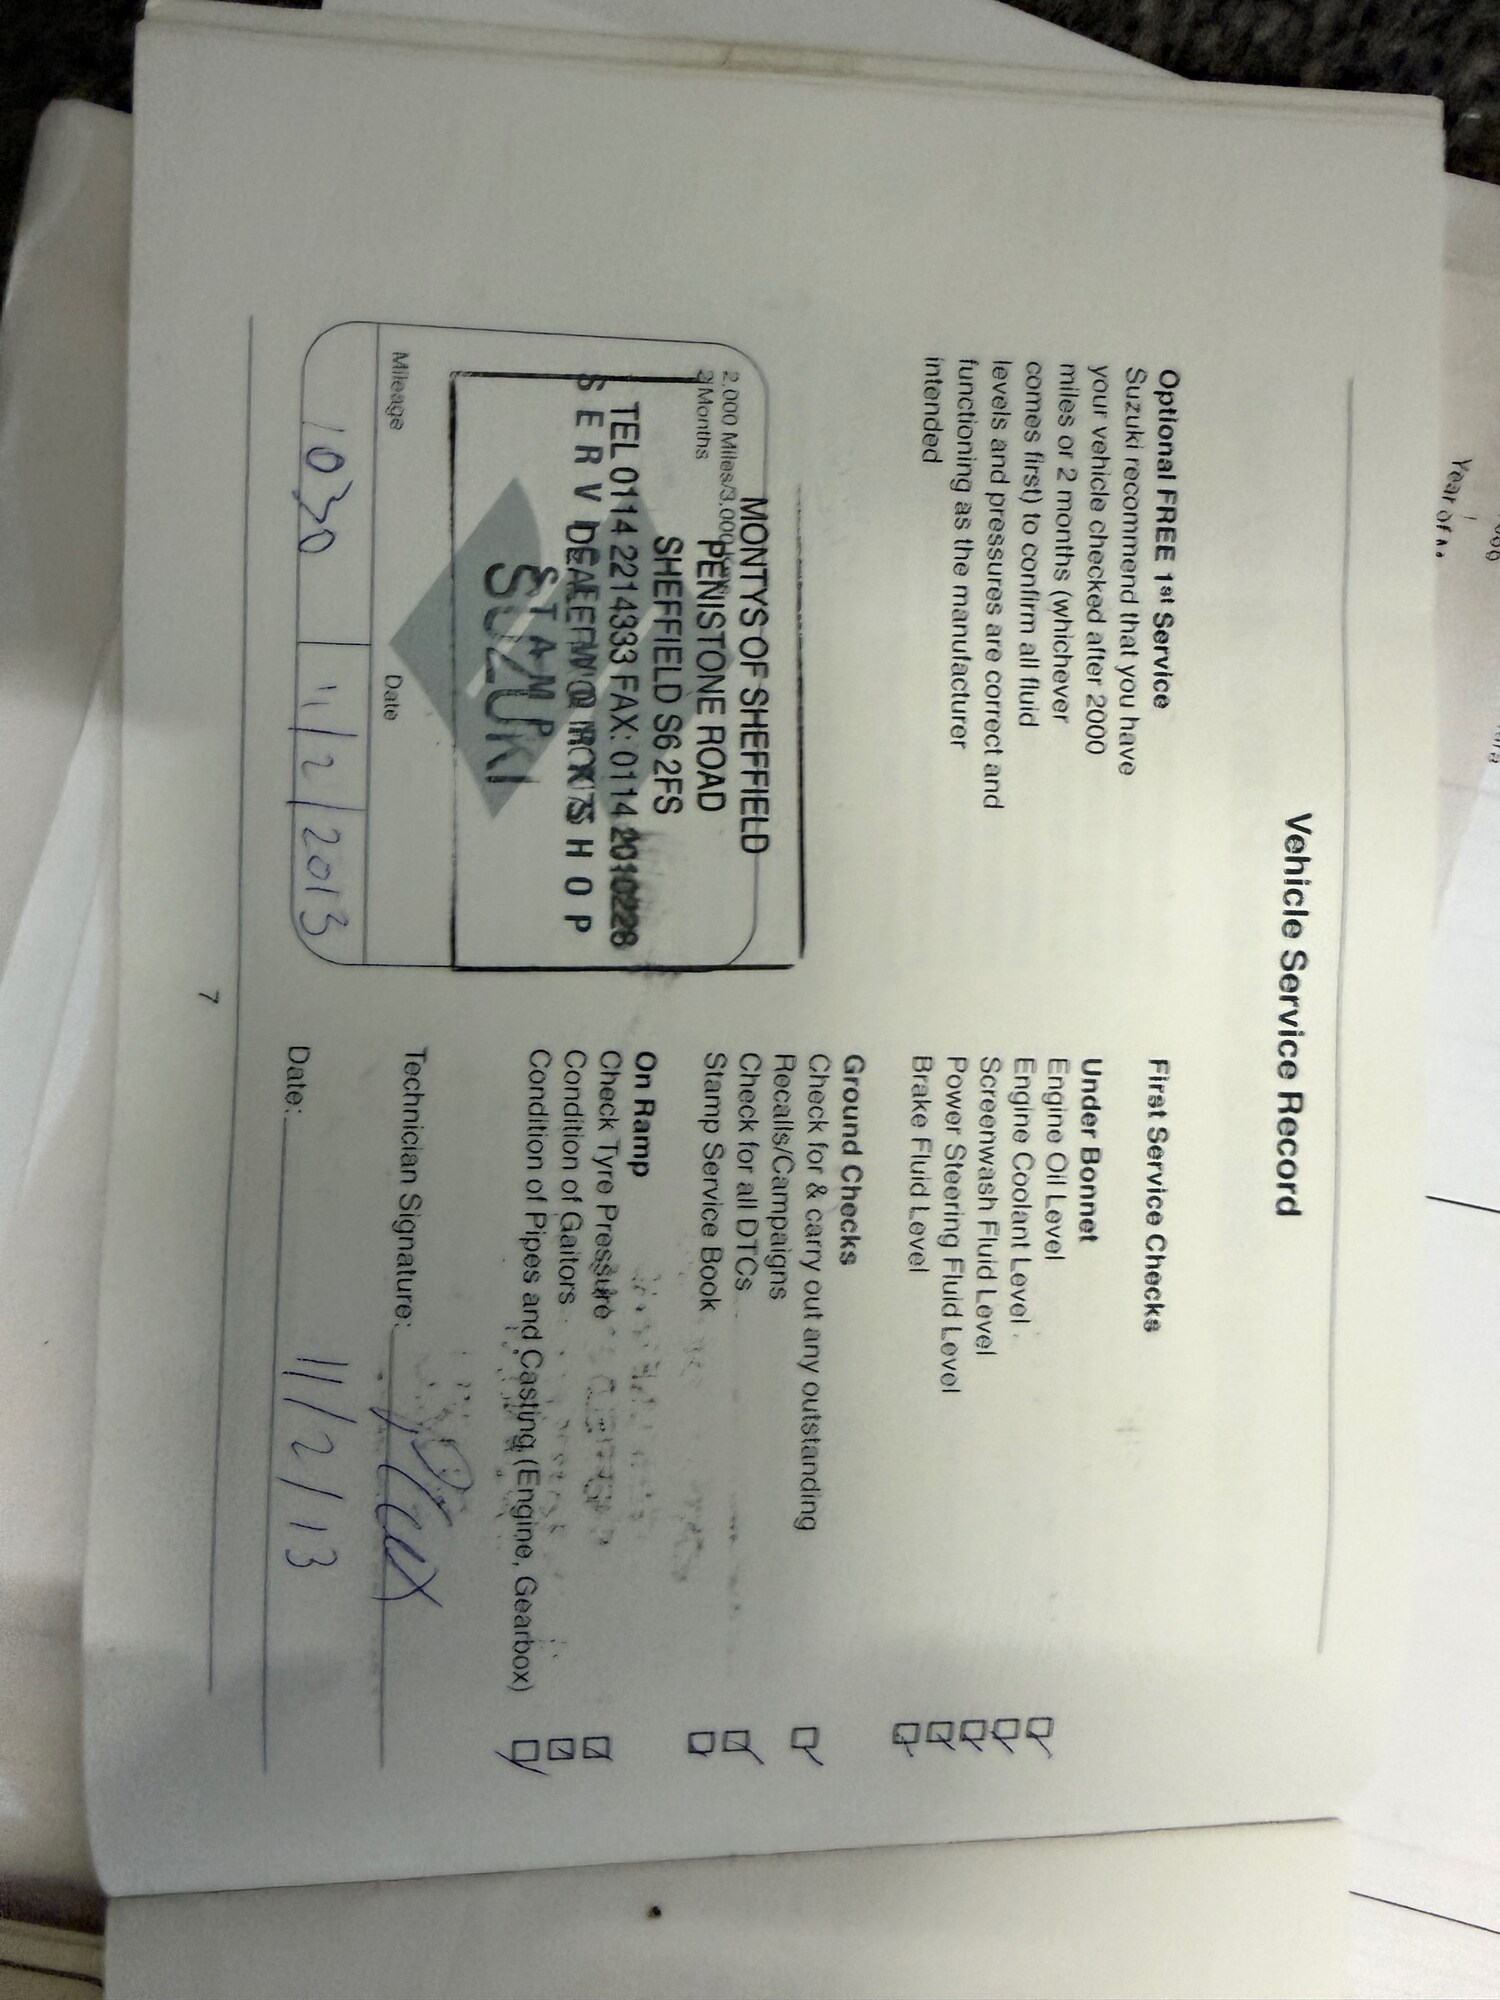 Vehicle Service Record
Optional FREE 1st Service
Suzuki recommend that you have
your vehicle checked after 2000
miles or 2 months (whichever
comes first) to confirm all fluid
levels and pressures are correct and
functioning as the manufacturer
intended
2,000 Miles/3,000
2 Months
MONTYS OF SHEFFIELD
PENISTONE ROAD
SHEFFIELD S6 2FS
TEL 0114 2214333 FAX: 0114 2010228
STAMP
SUZUKI
Mileage
Date
1030
11/2/2013
First Service Checks
Under Bonnet
Engine Oil Level
Engine Coolant Level
Screenwash Fluid Level
Power Steering Fluid Level
Brake Fluid Level
Ground Checks
Check for & carry out any outstanding
Recalls/Campaigns
Check for all DTCs
Stamp Service Book
On Ramp
Check Tyre Pressure
Condition of Gaitors
Condition of Pipes and Casting (Engine, Gearbox)
Technician Signature:
Date: 11/2/13
7
Year of